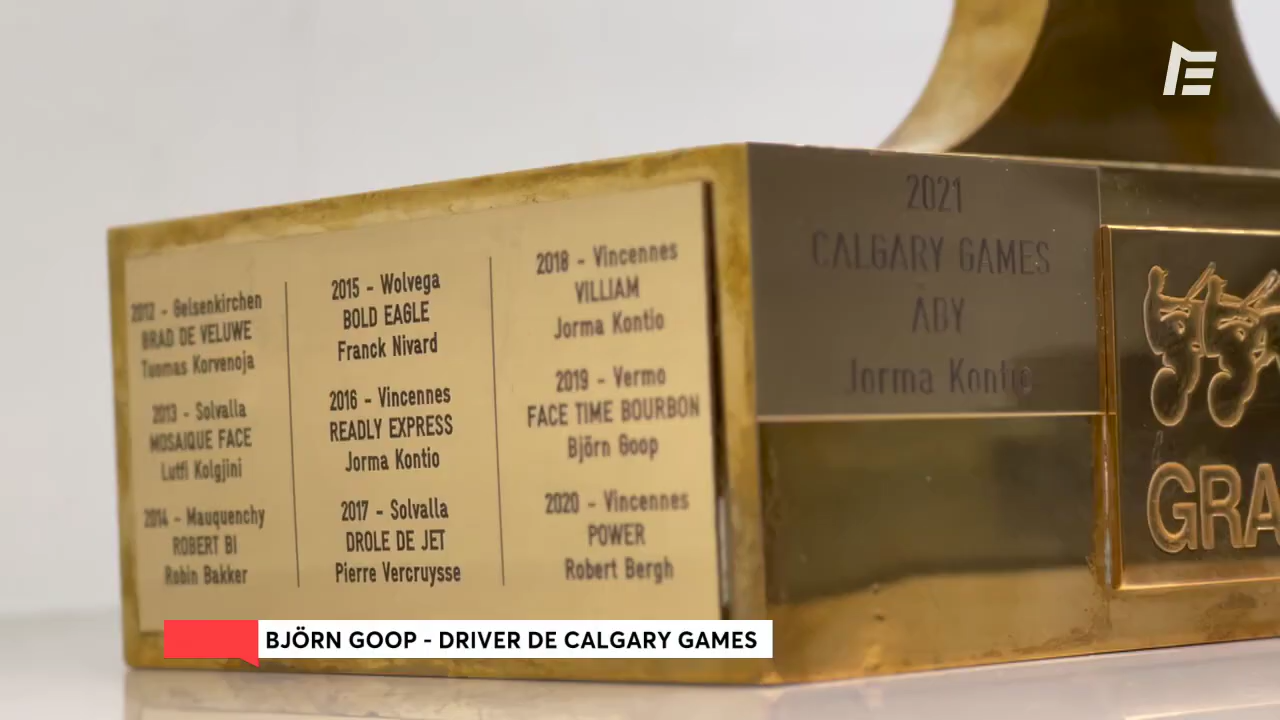 2012 - Gelsenkirchen
BRAD DE VELUWE
Tuomas Korvenoja
2013 - Solvalla
MOSAIQUE FACE
Lutfi Kolgjini
2014 - Mauquenchy
ROBERT BI
Robin Bakker
2015 - Wolvega
BOLD EAGLE
Franck Nivard
2016 - Vincennes
READLY EXPRESS
Jorma Kontio
2017 - Solvalla
DROLE DE JET
Pierre Vercruysse
2018 - Vincennes
VILLIAM
Jorma Kontio
2019 - Vermo
FACE TIME BOURBON
Björn Goop
2020 - Vincennes
POWER
Robert Bergh
2021
CALGARY GAMES
ÅBY
Jorma Kontio
GRA
BJÖRN GOOP - DRIVER DE CALGARY GAMES